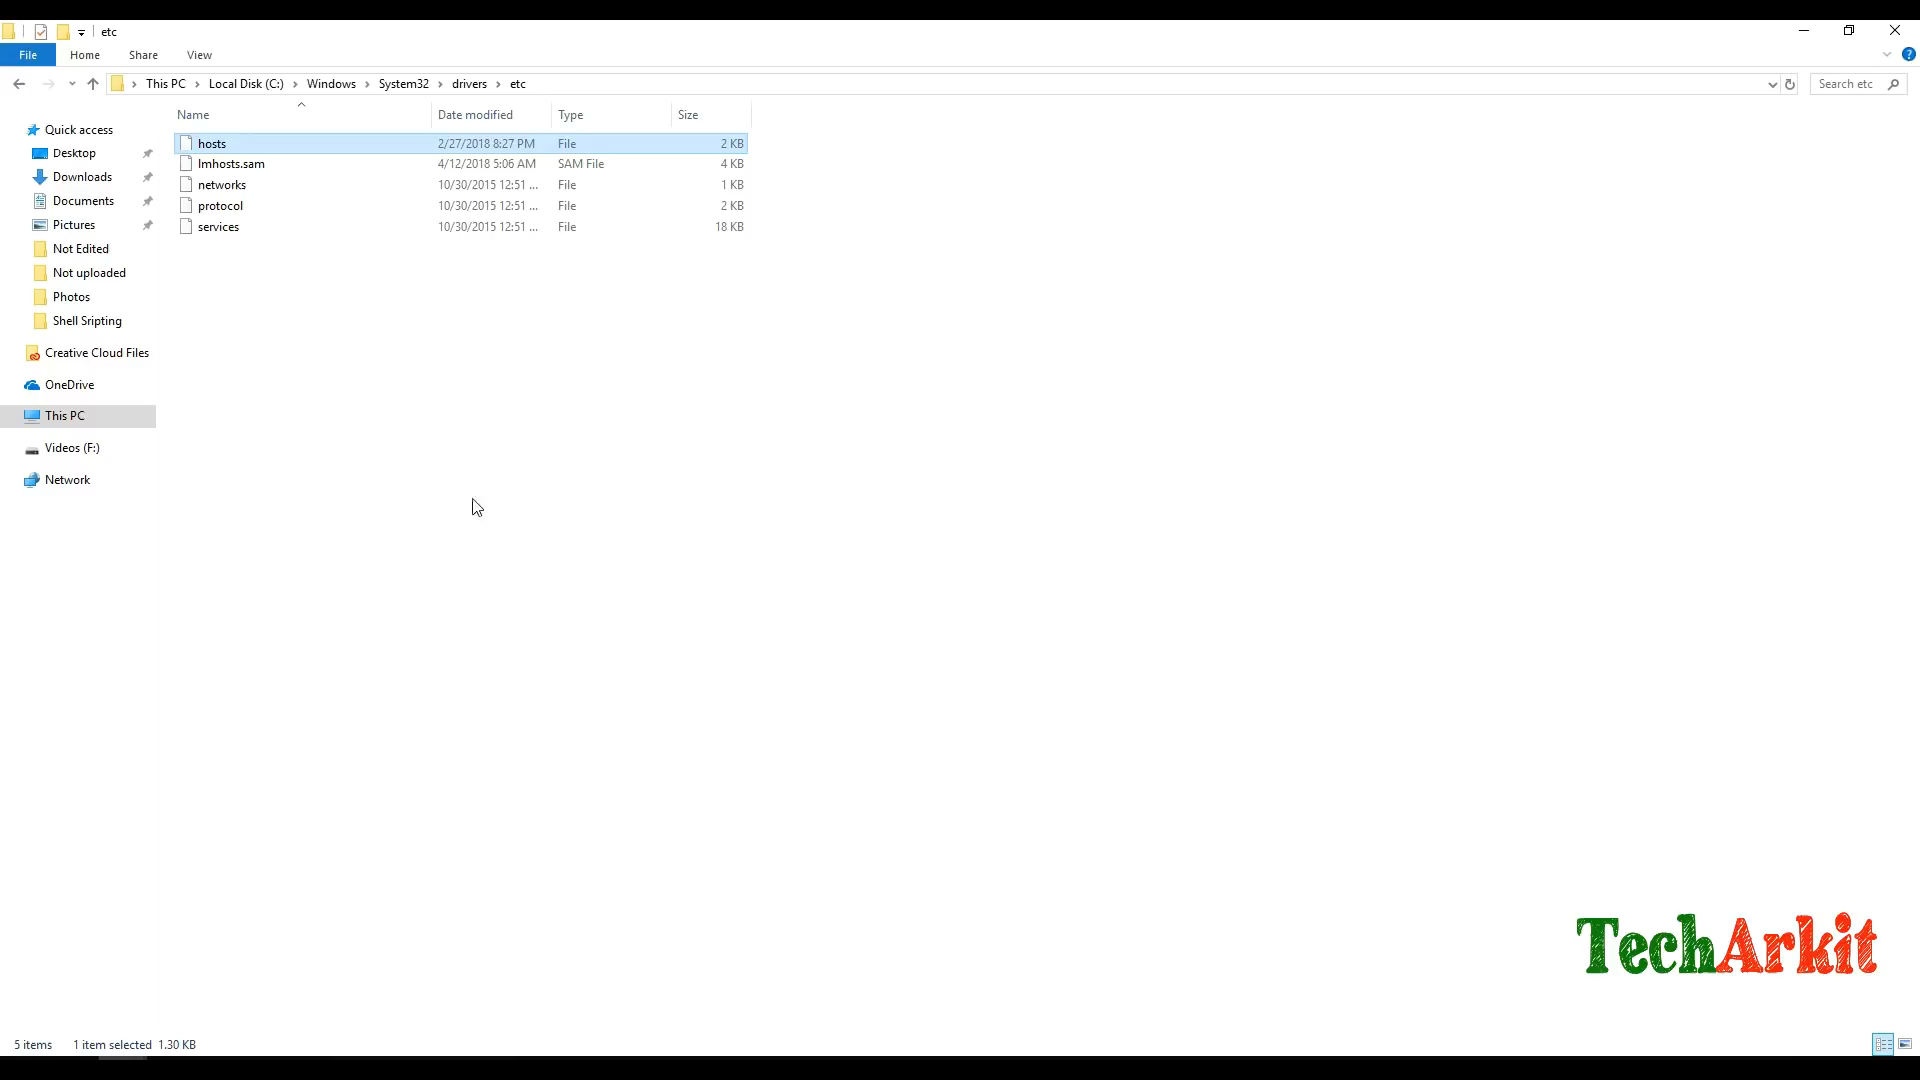 etc
File Home Share View
This PC Local Disk (C:) Windows System32 drivers etc
Search etc
Name Date modified Type Size
Quick access
Desktop
Downloads
Documents
Pictures
Not Edited
Not uploaded
Photos
Shell Sripting
Creative Cloud Files
OneDrive
This PC
Videos (F:)
Network
hosts 2/27/2018 8:27 PM File 2 KB
lmhosts.sam 4/12/2018 5:06 AM SAM File 4 KB
networks 10/30/2015 12:51 ... File 1 KB
protocol 10/30/2015 12:51 ... File 2 KB
services 10/30/2015 12:51 ... File 18 KB
TechArkit
5 items 1 item selected 1.30 KB